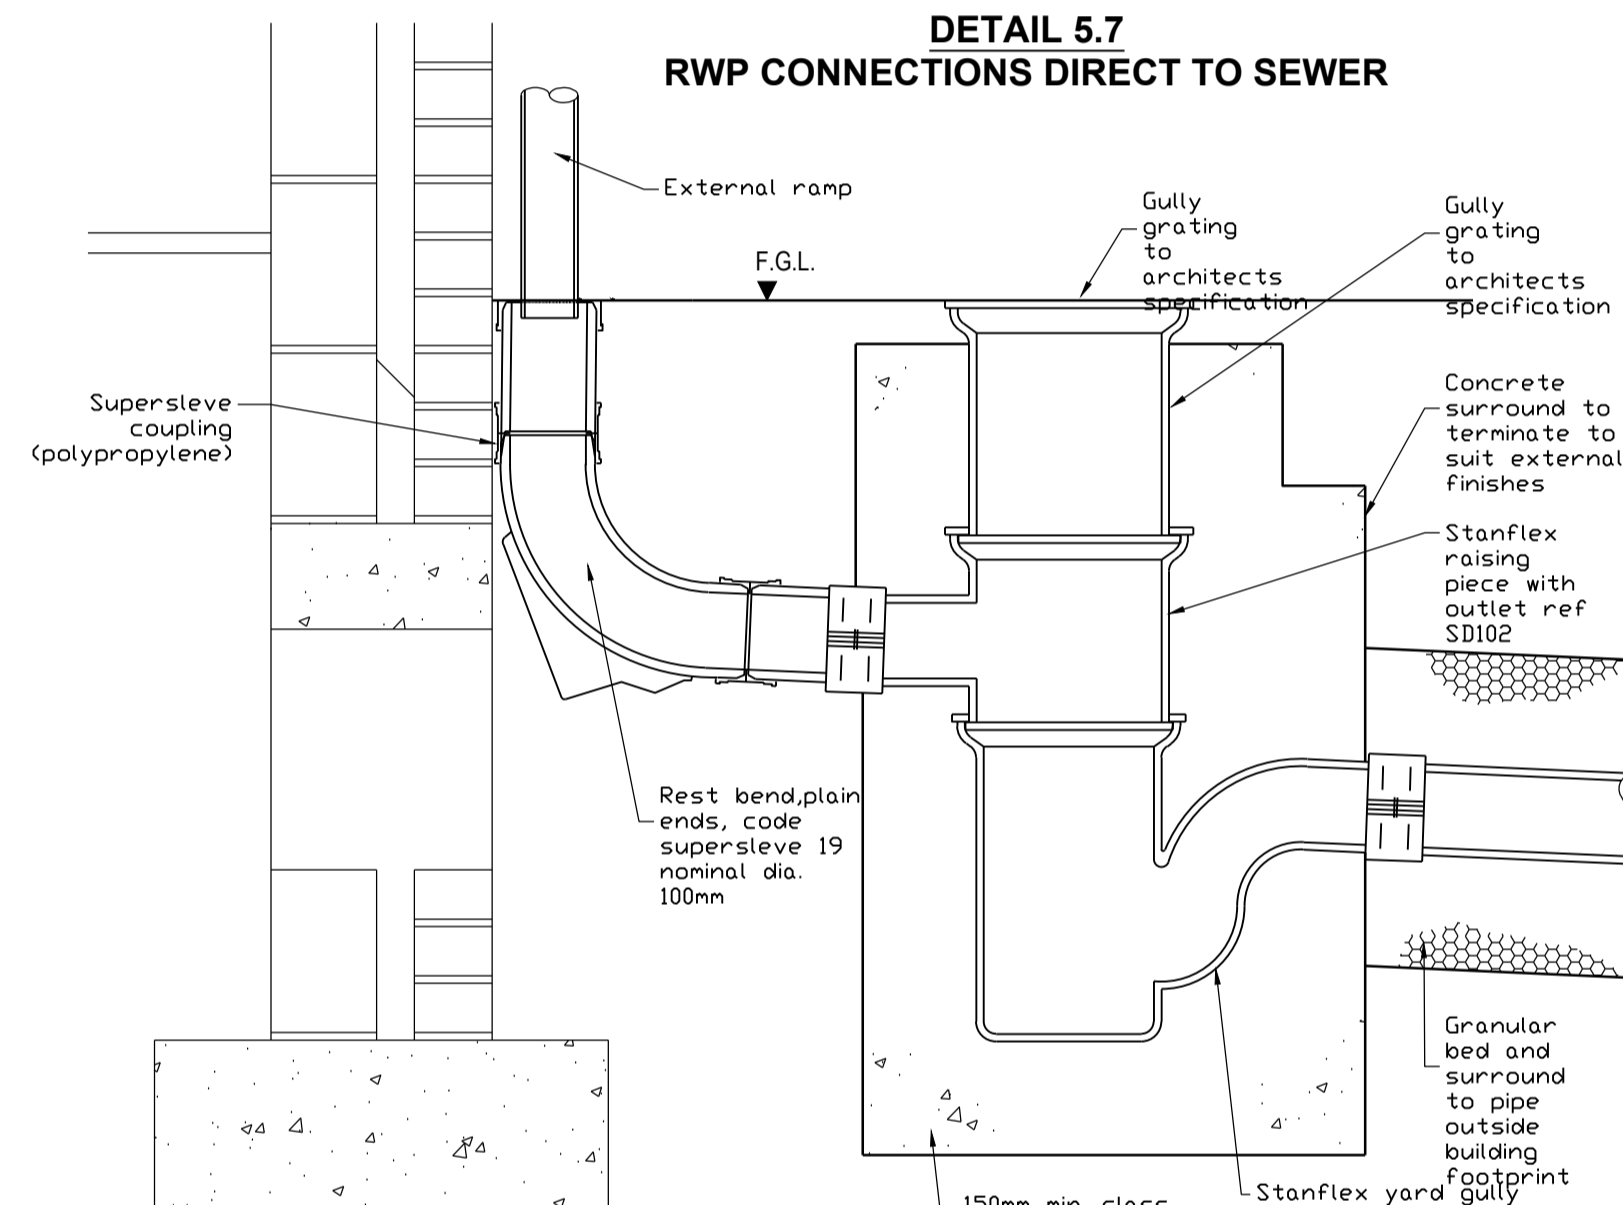 DETAIL 5.7
RWP CONNECTIONS DIRECT TO SEWER
External ramp
F.G.L.
Gully
grating
to
architects
specification
Gully
grating
to
architects
specification
Supersleve
coupling
(polypropylene)
Concrete
surround to
terminate to
suit external
finishes
Stanflex
raising
piece with
outlet ref
SD102
Rest bend,plain
ends, code
supersleve 19
nominal dia.
100mm
Granular
bed and
surround
to pipe
outside
building
footprint
Stanflex yard gully
150mm min class